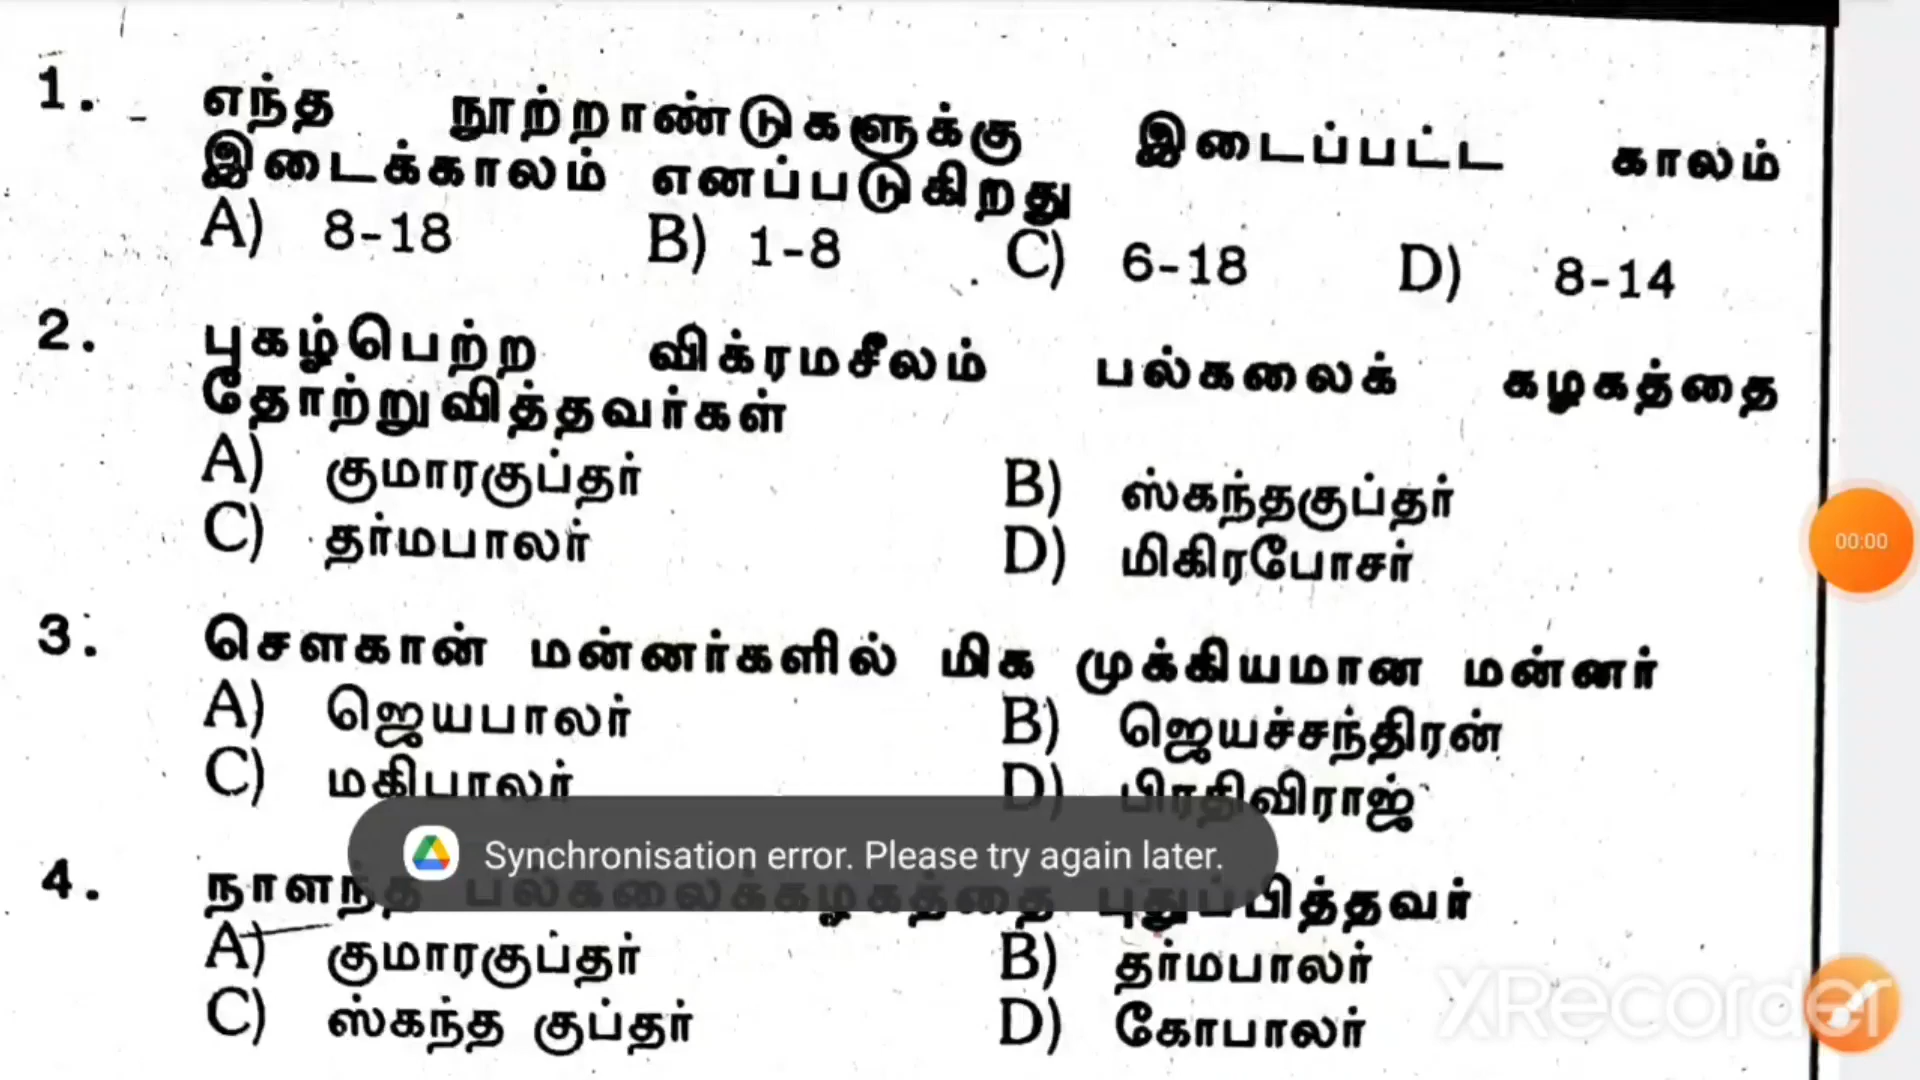 1. எந்த நூற்றாண்டுகளுக்கு இடைப்பட்ட காலம்
இடைக்காலம் எனப்படுகிறது
A) 8-18 B) 1-8 C) 6-18 D) 8-14
2. புகழ்பெற்ற விக்ரமசீலம் பல்கலைக் கழகத்தை
தோற்றுவித்தவர்கள்
A) குமாரகுப்தர் B) ஸ்கந்தகுப்தர்
C) தர்மபாலர் D) மிகிரபோசர்
3. சௌகான் மன்னர்களில் மிக முக்கியமான மன்னர்
A) ஜெயபாலர் B) ஜெயச்சந்திரன்
C) மகிபாலர் D) பிரதிவிராஜ்
00:00
Synchronisation error. Please try again later.
4. நாளந்த பல்கலைக்கழகத்தை புதுப்பித்தவர்
A) குமாரகுப்தர் B) தர்மபாலர்
C) ஸ்கந்த குப்தர் D) கோபாலர்
XRecorder